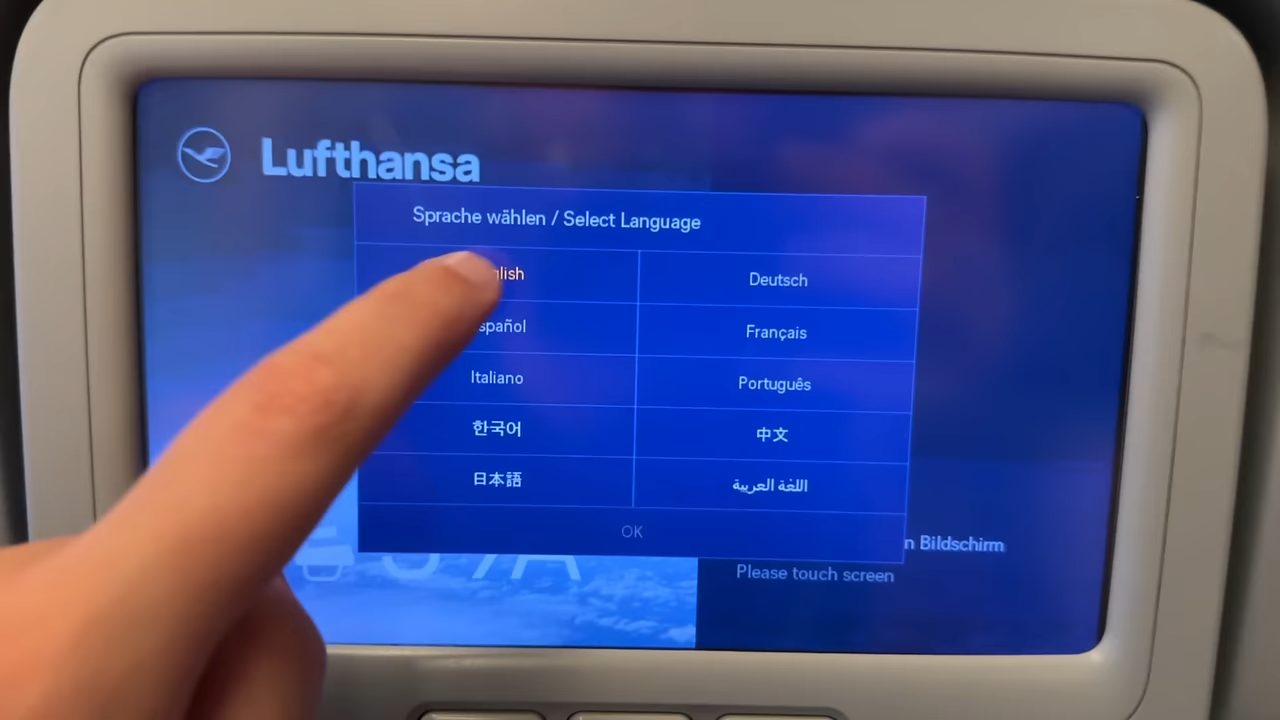 Lufthansa
Sprache wählen / Select Language
Deutsch
Français
Italiano
Português
한국어
中文
日本語
اللغة العربية
OK
Bildschirm
Please touch screen